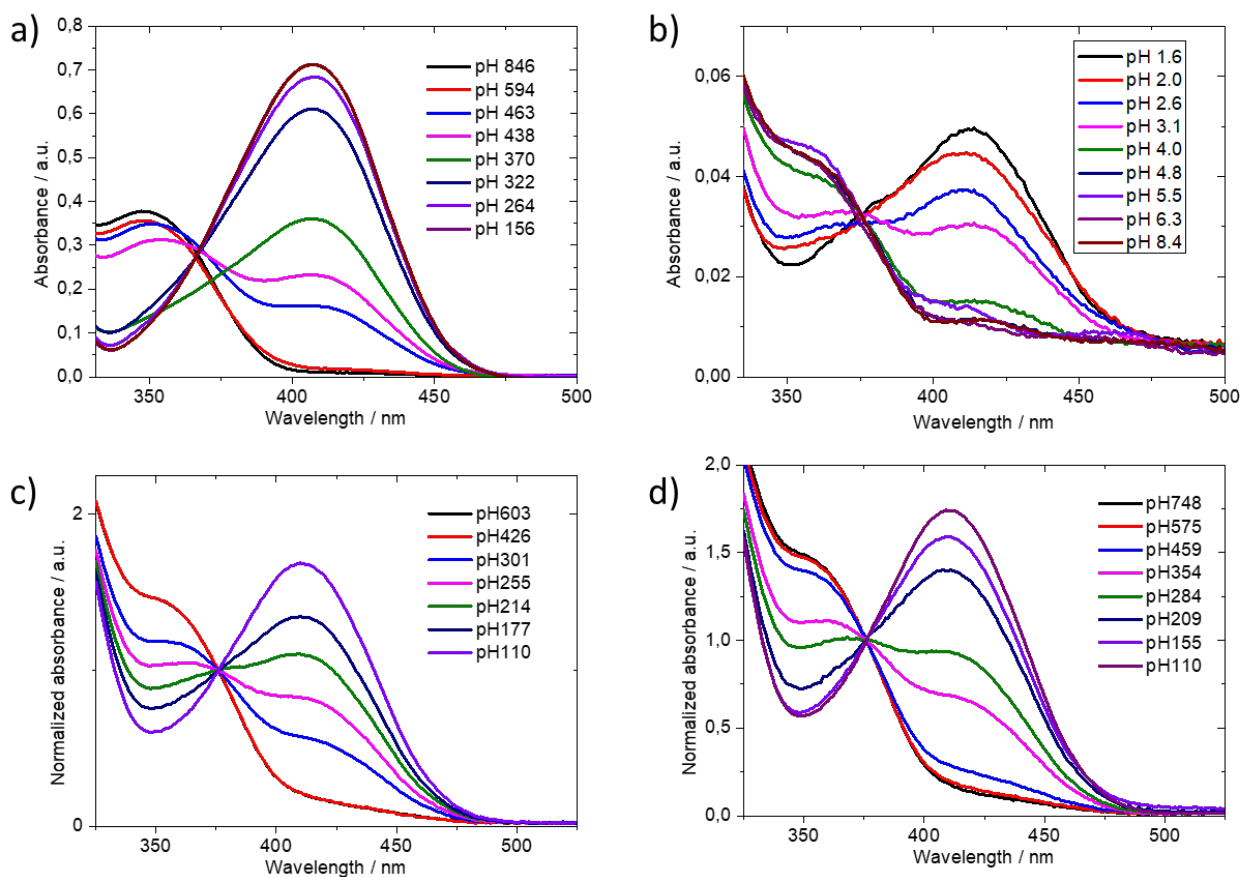 a)
0,8
0,7
0,6
0,5
0,4
0,3
0,2
0,1
0,0
Absorbance / a.u.
350
400
450
500
Wavelength / nm
pH 846
pH 594
pH 463
pH 438
pH 370
pH 322
pH 264
pH 156
b)
0,06
0,04
0,02
0,00
Absorbance / a.u.
350
400
450
500
Wavelength / nm
pH 1.6
pH 2.0
pH 2.6
pH 3.1
pH 4.0
pH 4.8
pH 5.5
pH 6.3
pH 8.4
c)
2
0
Normalized absorbance / a.u.
350
400
450
500
Wavelength / nm
pH603
pH426
pH301
pH255
pH214
pH177
pH110
d)
2,0
1,5
1,0
0,5
0,0
Normalized absorbance / a.u.
350
400
450
500
Wavelength / nm
pH748
pH575
pH459
pH354
pH284
pH209
pH155
pH110